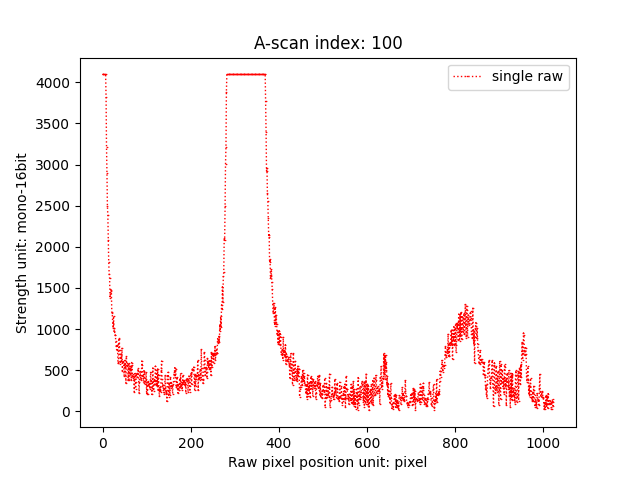 A-scan index: 100
single raw
4000
3500
3000
2500
2000
1500
1000
500
0
Strength unit: mono-16bit
0 200 400 600 800 1000
Raw pixel position unit: pixel